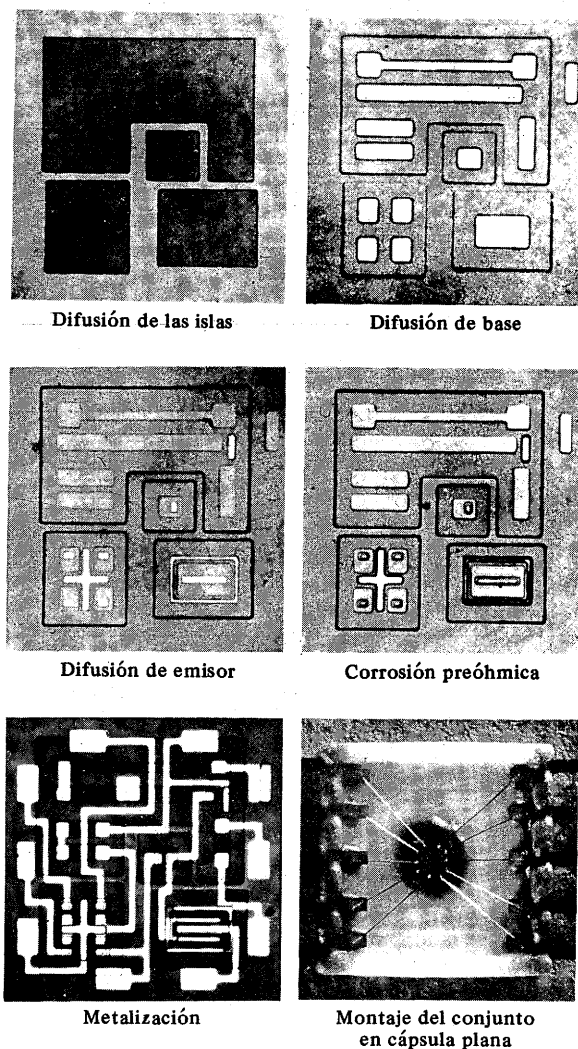 Difusión de las islas
Difusión de base
Difusión de emisor
Corrosión preóhmica
Metalización
Montaje del conjunto
en cápsula plana